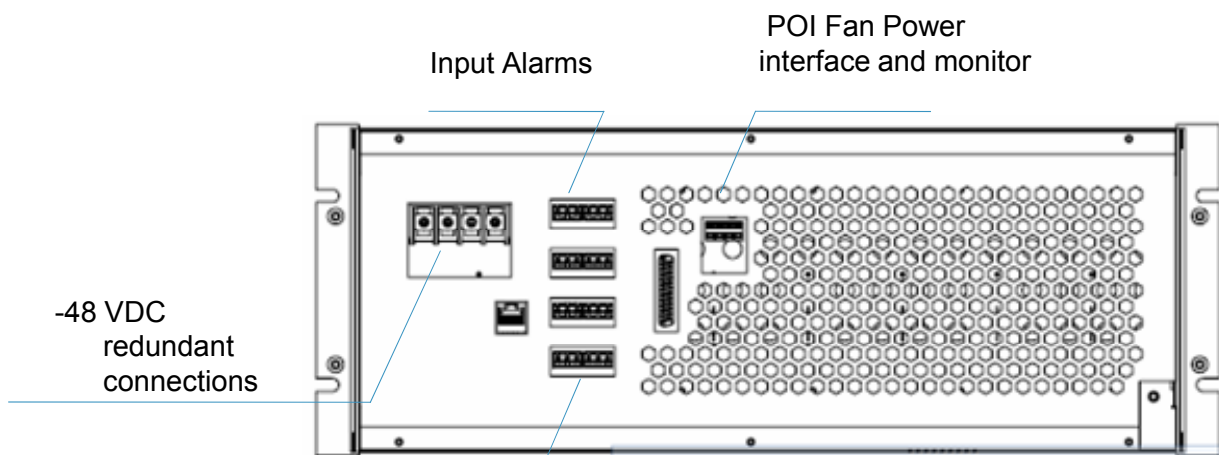 POI Fan Power
interface and monitor
Input Alarms
-48 VDC
redundant
connections